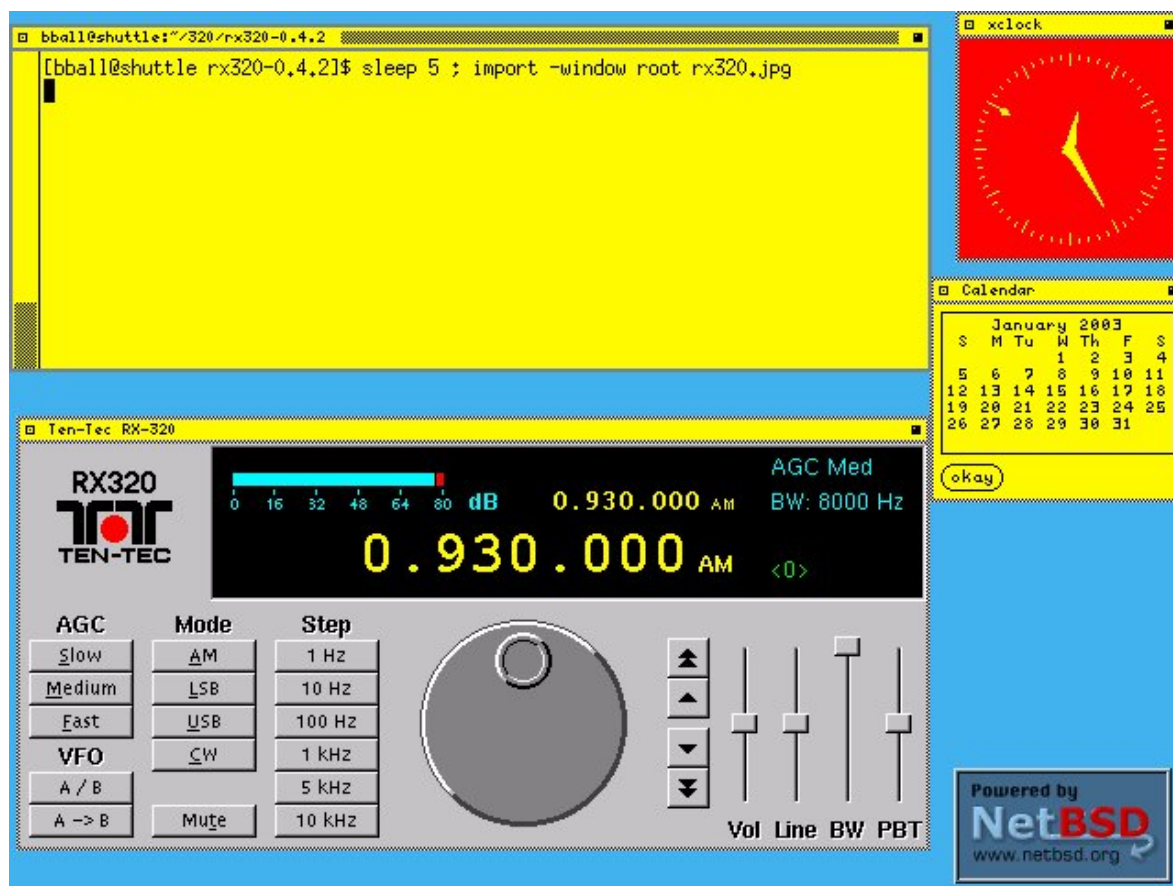 bball@shuttle:~/320/rx320-0.4.2
[bball@shuttle rx320-0.4.2]$ sleep 5 ; import -window root rx320.jpg
xclock
Calendar
January 2003
S M Tu W Th F S
1 2 3 4
5 6 7 8 9 10 11
12 13 14 15 16 17 18
19 20 21 22 23 24 25
26 27 28 29 30 31
okay
Ten-Tec RX-320
RX320
TEN-TEC
0 16 32 48 64 80 dB
0.930.000 AM
AGC Med
BW: 8000 Hz
0.930.000 AM
<0>
AGC
Slow
Medium
Fast
VFO
A / B
A -> B
Mode
AM
LSB
USB
CW
Mute
Step
1 Hz
10 Hz
100 Hz
1 kHz
5 kHz
10 kHz
Vol Line BW PBT
Powered by
NetBSD
www.netbsd.org